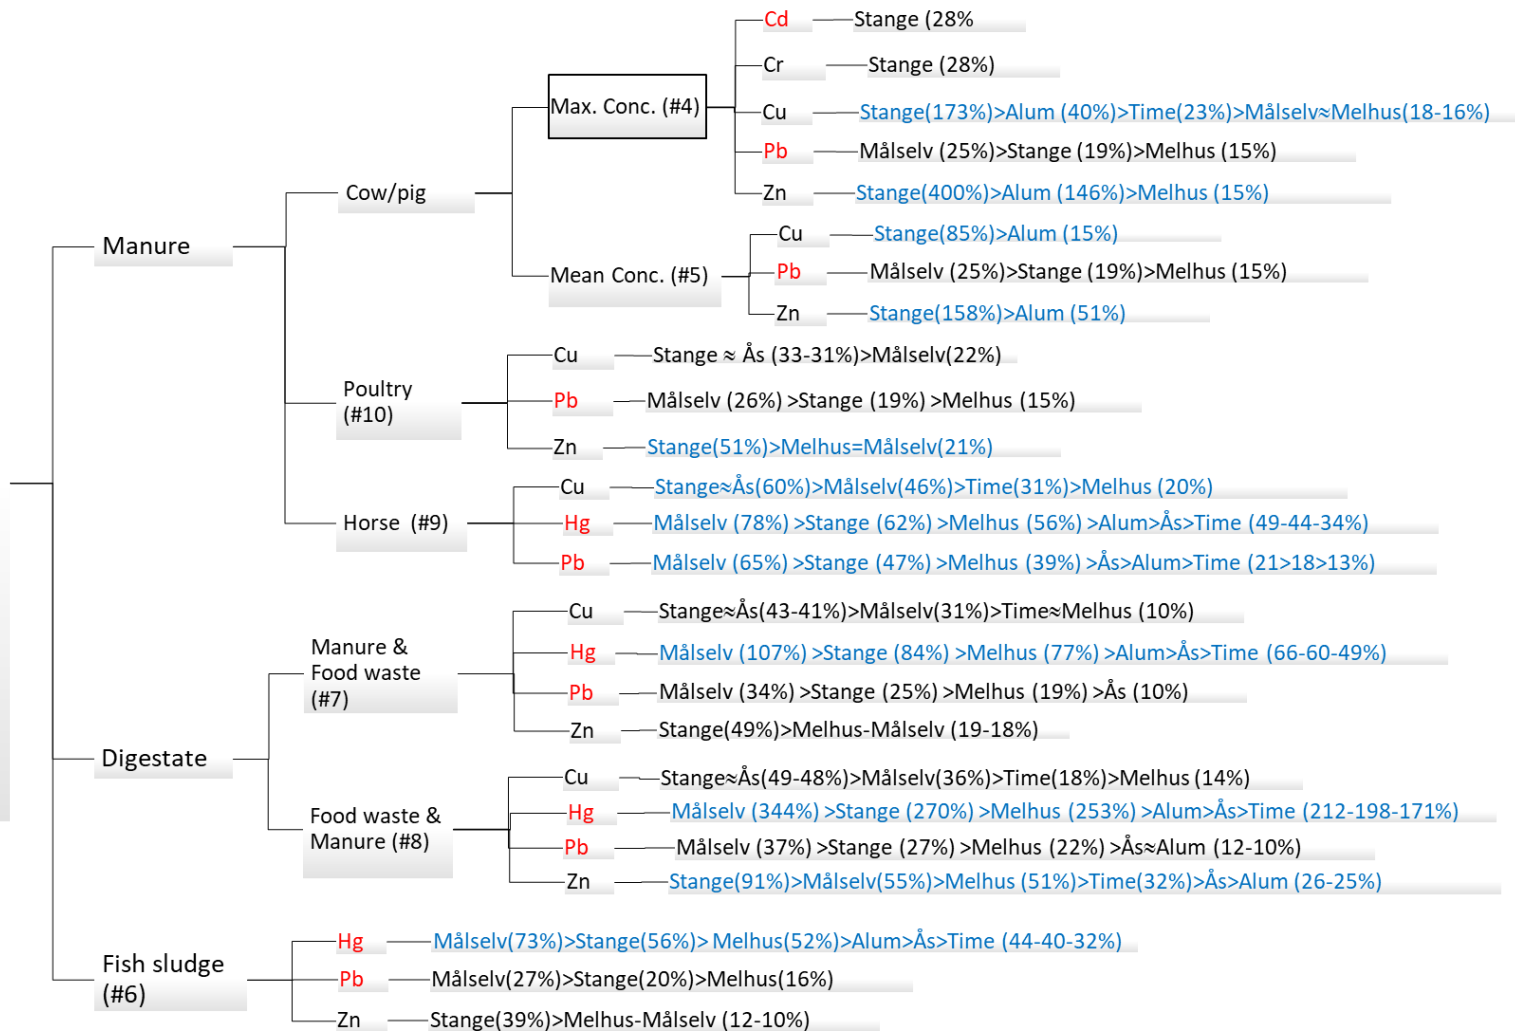 Cd Stange (28%
Cr Stange (28%)
Max. Conc. (#4)
Cu Stange(173%)>Alum (40%)>Time(23%)>Målselv≈Melhus(18-16%)
Pb Målselv (25%)>Stange (19%)>Melhus (15%)
Cow/pig
Zn Stange(400%)>Alum (146%)>Melhus (15%)
Manure
Cu Stange(85%)>Alum (15%)
Mean Conc. (#5)
Pb Målselv (25%)>Stange (19%)>Melhus (15%)
Zn Stange(158%)>Alum (51%)
Cu Stange ≈ Ås (33-31%)>Målselv(22%)
Poultry
(#10)
Pb Målselv (26%) >Stange (19%) >Melhus (15%)
Zn Stange(51%)>Melhus=Målselv(21%)
Cu Stange≈Ås(60%)>Målselv(46%)>Time(31%)>Melhus (20%)
Horse (#9)
Hg Målselv (78%) >Stange (62%) >Melhus (56%) >Alum>Ås>Time (49-44-34%)
Pb Målselv (65%) >Stange (47%) >Melhus (39%) >Ås>Alum>Time (21>18>13%)
Cu Stange≈Ås(43-41%)>Målselv(31%)>Time≈Melhus (10%)
Manure &
Food waste
(#7)
Hg Målselv (107%) >Stange (84%) >Melhus (77%) >Alum>Ås>Time (66-60-49%)
Pb Målselv (34%) >Stange (25%) >Melhus (19%) >Ås (10%)
Zn Stange(49%)>Melhus-Målselv (19-18%)
Digestate
Cu Stange≈Ås(49-48%)>Målselv(36%)>Time(18%)>Melhus (14%)
Food waste &
Manure (#8)
Hg Målselv (344%) >Stange (270%) >Melhus (253%) >Alum>Ås>Time (212-198-171%)
Pb Målselv (37%) >Stange (27%) >Melhus (22%) >Ås≈Alum (12-10%)
Zn Stange(91%)>Målselv(55%)>Melhus (51%)>Time(32%)>Ås>Alum (26-25%)
Hg Målselv(73%)>Stange(56%)> Melhus(52%)>Alum>Ås>Time (44-40-32%)
Fish sludge
(#6)
Pb Målselv(27%)>Stange(20%)>Melhus(16%)
Zn Stange(39%)>Melhus-Målselv (12-10%)